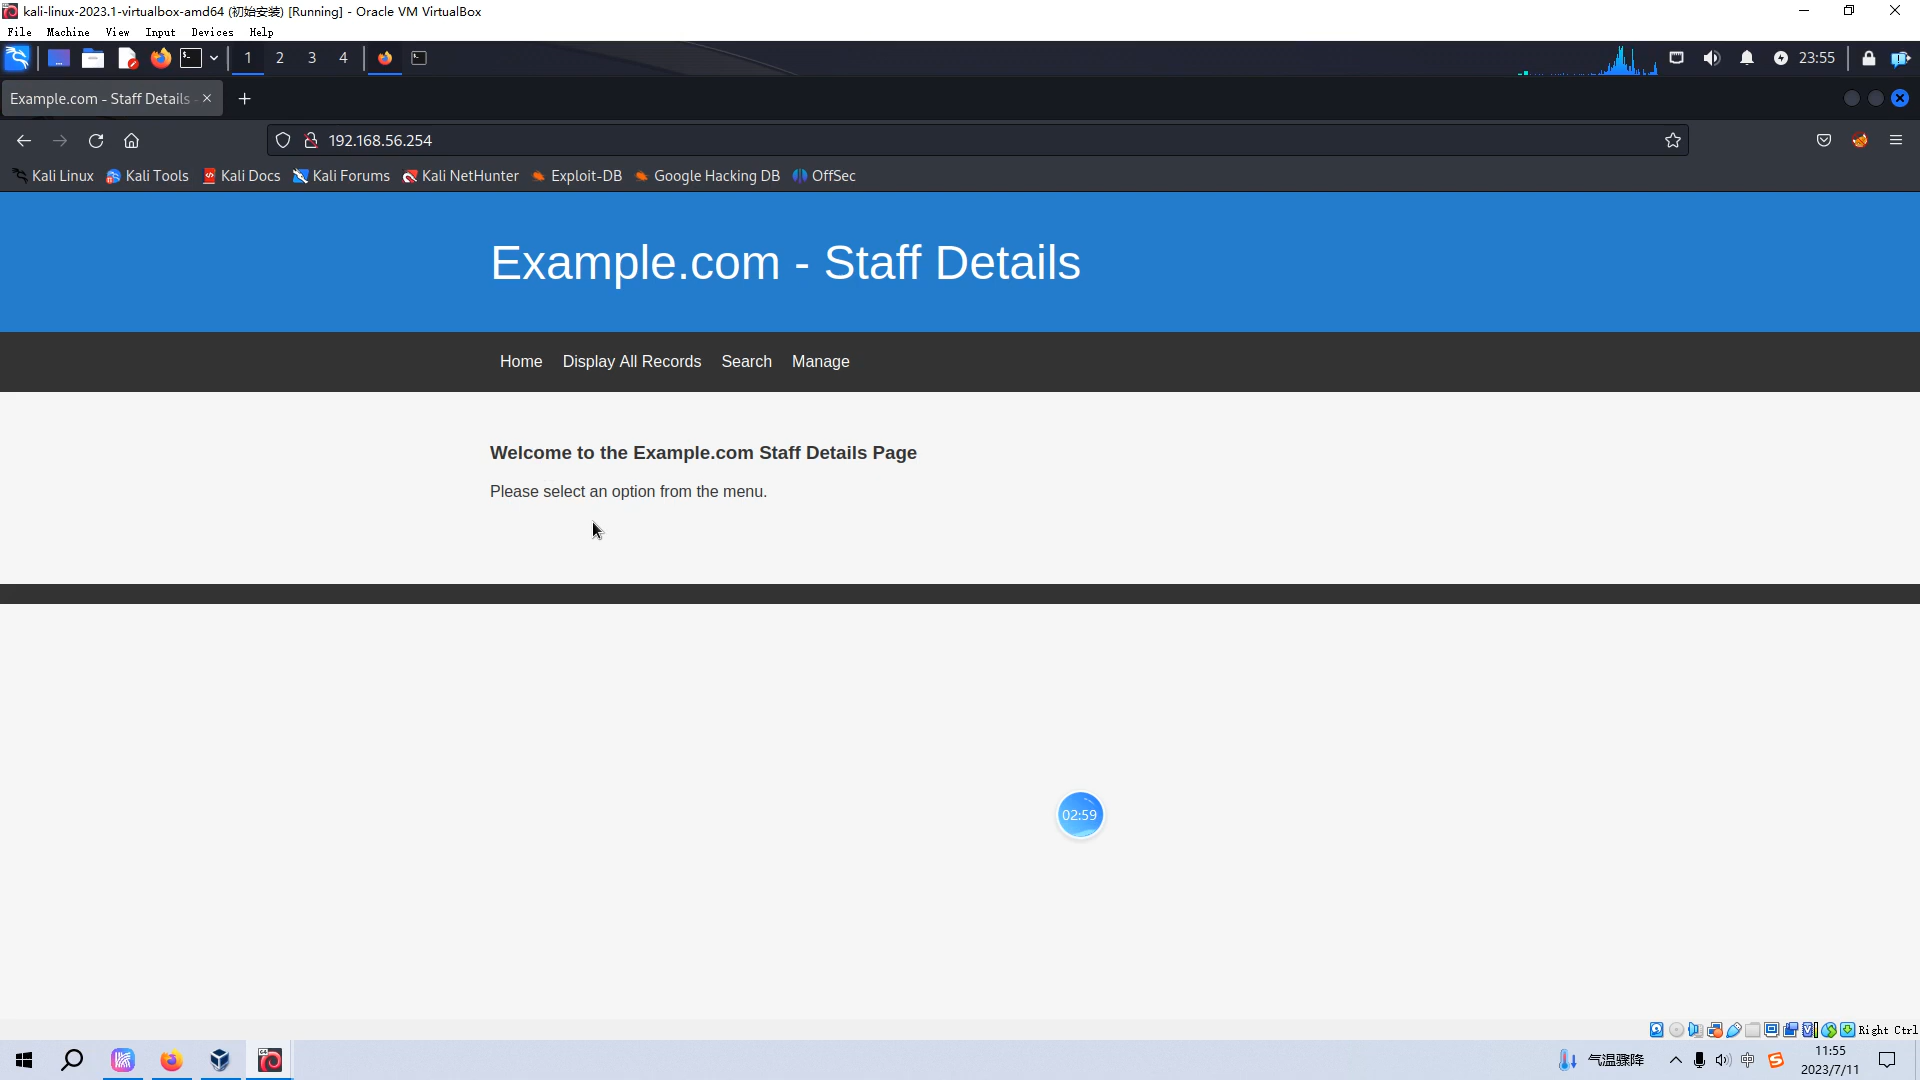 kali-linux-2023.1-virtualbox-amd64 (初始安装) [Running] - Oracle VM VirtualBox
File Machine View Input Devices Help
1 2 3 4 23:55
Example.com - Staff Details -
192.168.56.254
Kali Linux Kali Tools Kali Docs Kali Forums Kali NetHunter Exploit-DB Google Hacking DB OffSec
Example.com - Staff Details
Home Display All Records Search Manage
Welcome to the Example.com Staff Details Page
Please select an option from the menu.
02:59
Right Ctrl
64
气温骤降 中 11:55
2023/7/11